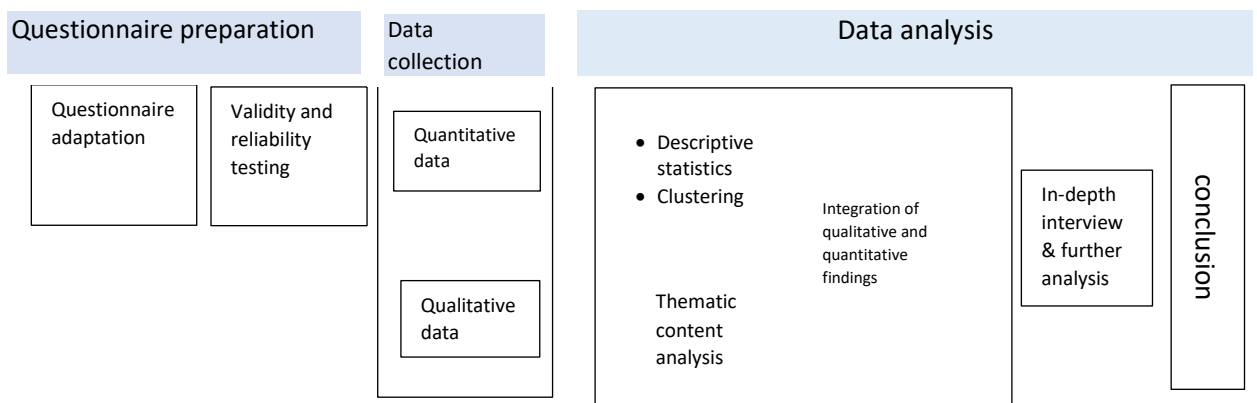 Questionnaire preparation
Data
collection
Data analysis
Questionnaire
adaptation
Validity and
reliability
testing
Quantitative
data
Qualitative
data
• Descriptive
statistics
• Clustering
Thematic
content
analysis
Integration of
qualitative and
quantitative
findings
In-depth
interview
& further
analysis
conclusion